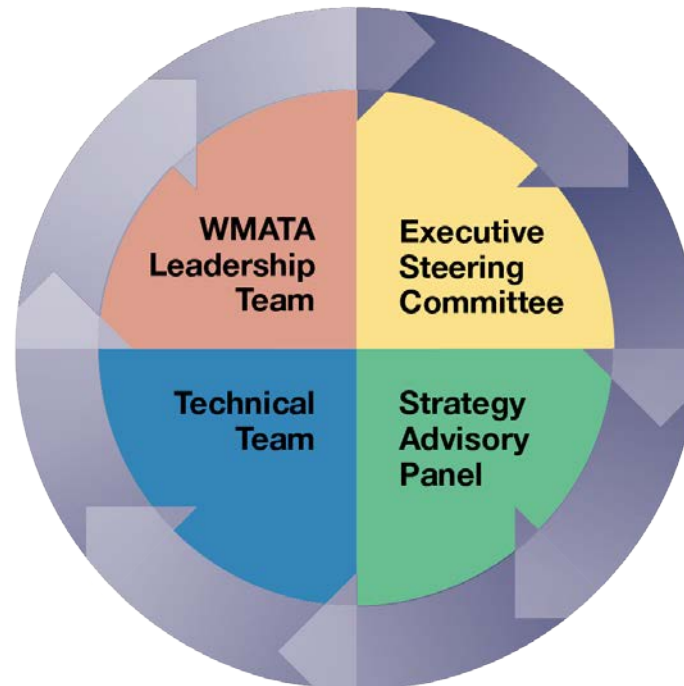 WMATA
Leadership
Team
Executive
Steering
Committee
Technical
Team
Strategy
Advisory
Panel